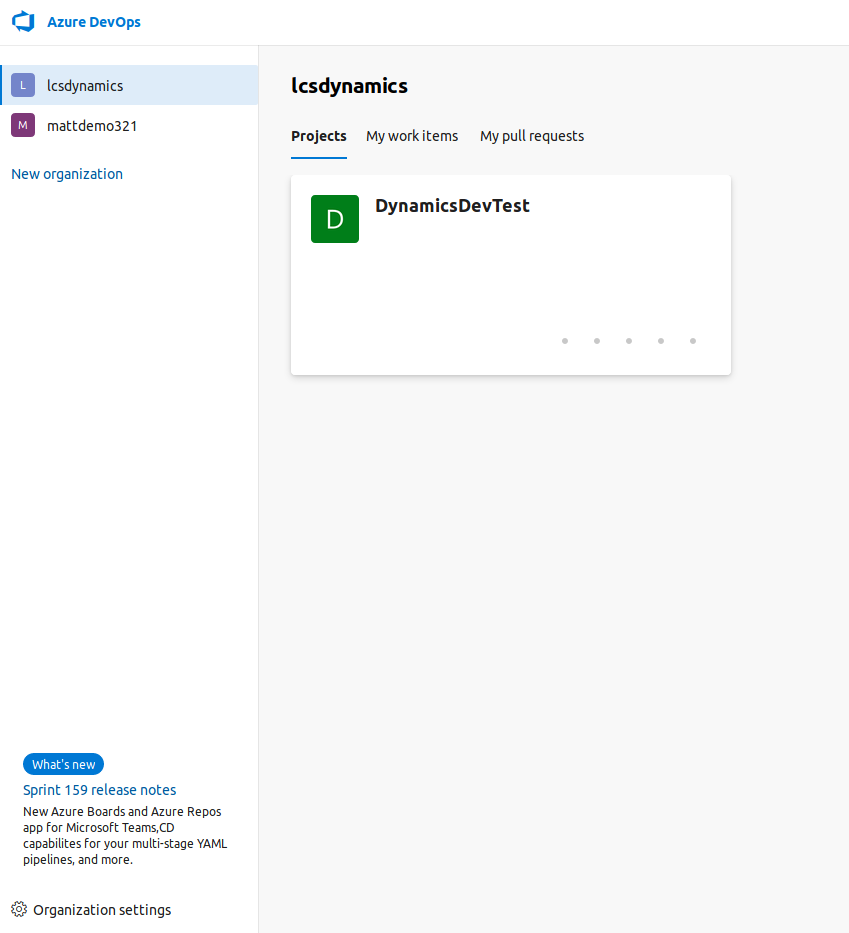 Azure DevOps
L lcsdynamics
M mattdemo321
New organization
What's new
Sprint 159 release notes
New Azure Boards and Azure Repos
app for Microsoft Teams,CD
capabilites for your multi-stage YAML
pipelines, and more.
Organization settings
lcsdynamics
Projects My work items My pull requests
D DynamicsDevTest